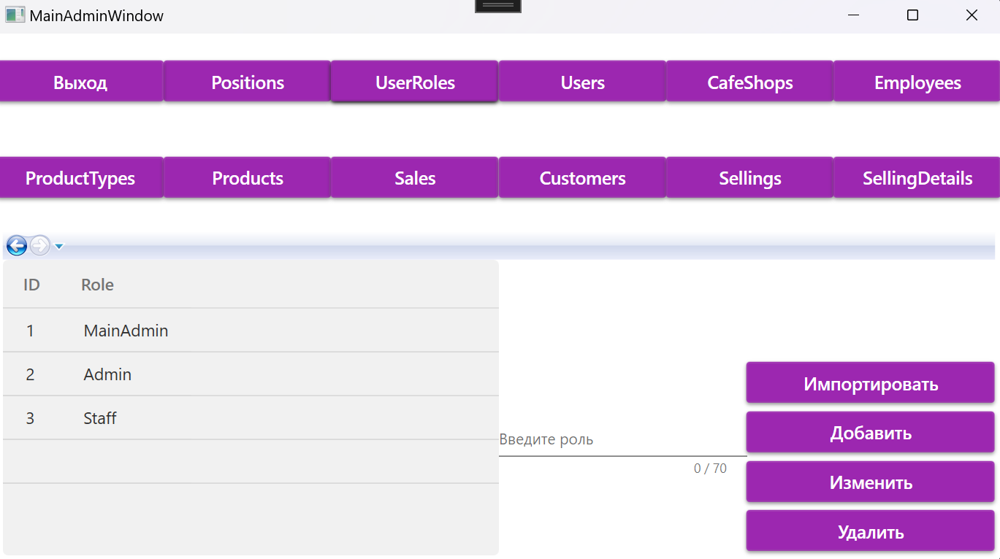 MainAdminWindow
Выход Positions UserRoles Users CafeShops Employees
ProductTypes Products Sales Customers Sellings SellingDetails
ID Role
1 MainAdmin
2 Admin
3 Staff
Введите роль
0 / 70
Импортировать
Добавить
Изменить
Удалить